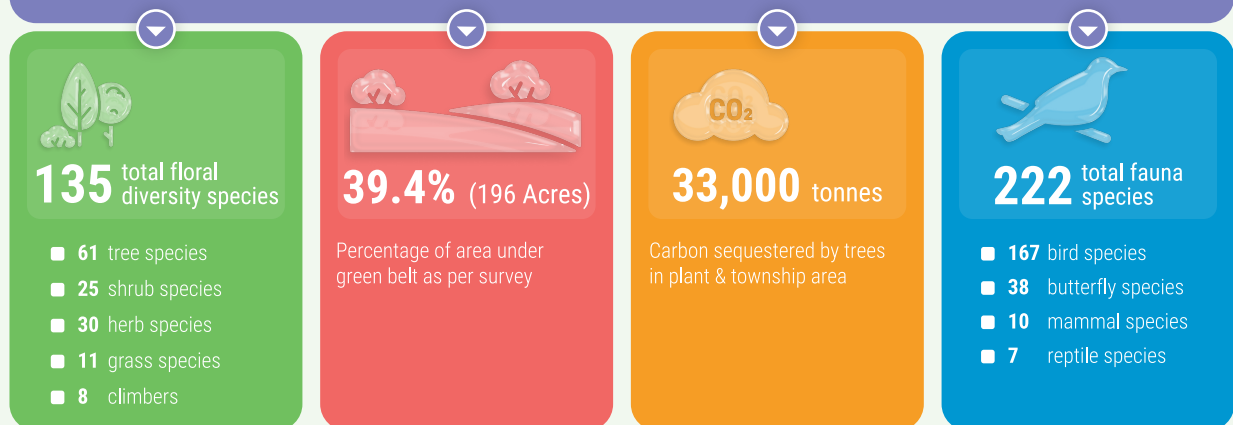 135 total floral
diversity species
61 tree species
25 shrub species
30 herb species
11 grass species
8 climbers
39.4% (196 Acres)
Percentage of area under
green belt as per survey
CO₂
33,000 tonnes
Carbon sequestered by trees
in plant & township area
222 total fauna
species
167 bird species
38 butterfly species
10 mammal species
7 reptile species